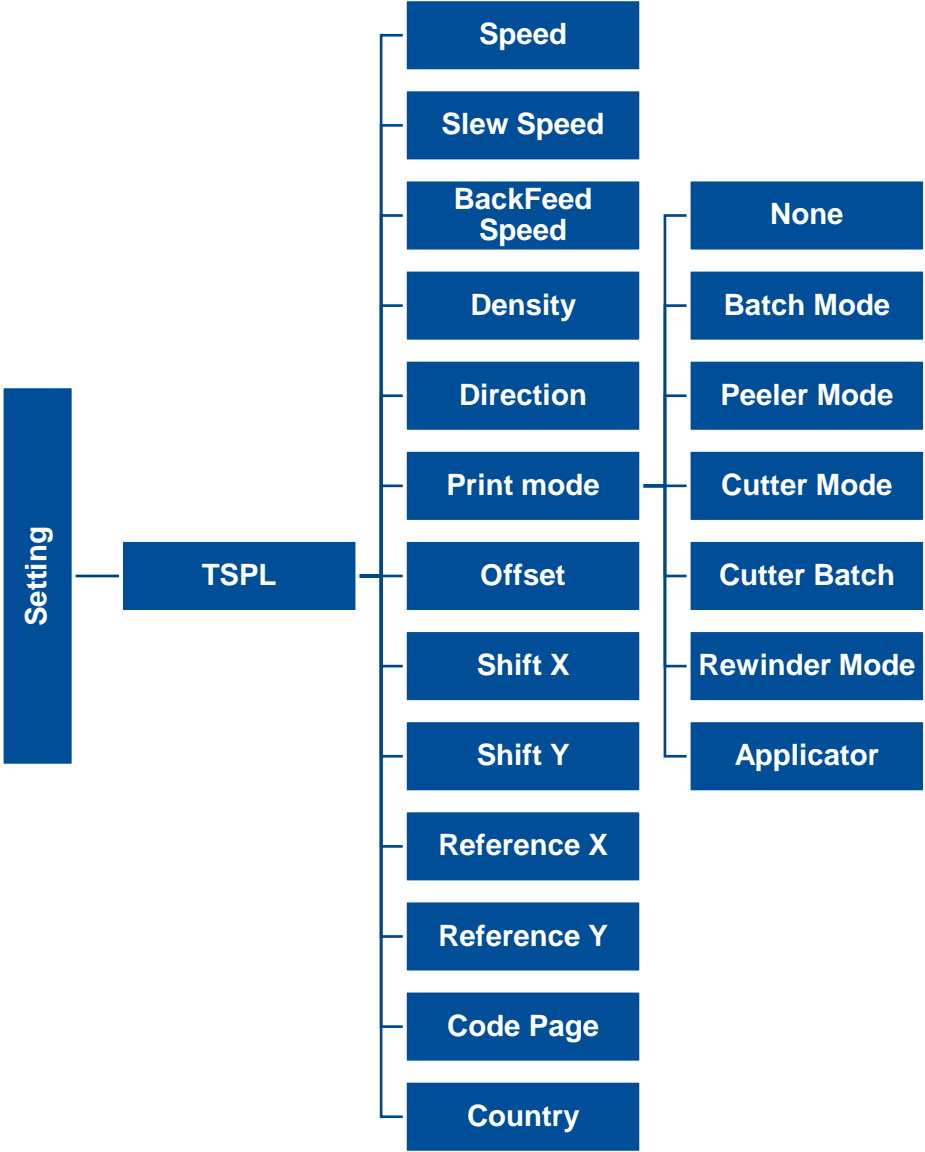 Setting
TSPL
Speed
Slew Speed
BackFeed
Speed
Density
Direction
Print mode
Offset
Shift X
Shift Y
Reference X
Reference Y
Code Page
Country
None
Batch Mode
Peeler Mode
Cutter Mode
Cutter Batch
Rewinder Mode
Applicator